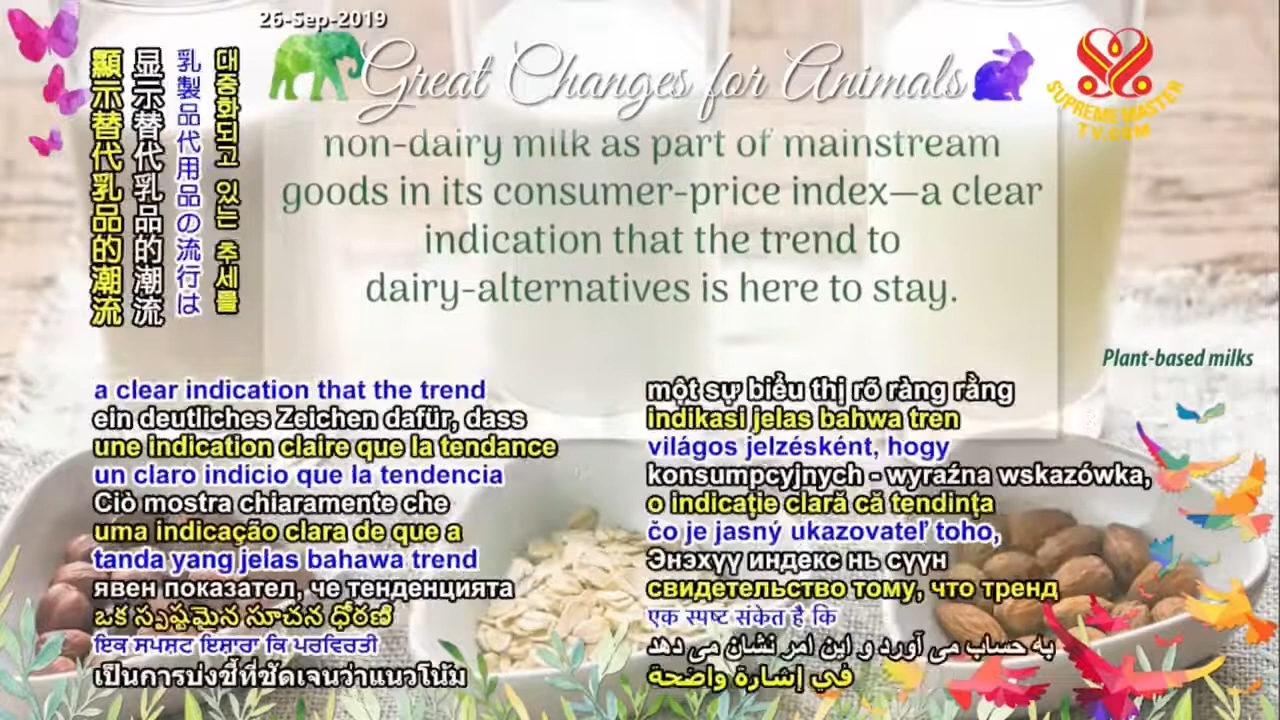 26-Sep-2019
Great Changes for Animals
SUPREME MASTER
TV.COM
顯示替代乳品的潮流
显示替代乳品的潮流
乳製品代用品の流行は
대중화되고 있는 추세를
non-dairy milk as part of mainstream
goods in its consumer-price index—a clear
indication that the trend to
dairy-alternatives is here to stay.
Plant-based milks
a clear indication that the trend
ein deutliches Zeichen dafür, dass
une indication claire que la tendance
un claro indicio que la tendencia
Ciò mostra chiaramente che
uma indicação clara de que a
tanda yang jelas bahawa trend
явен показател, че тенденцията
ఒక స్పష్టమైన సూచన ధోరణి
ਇਕ ਸਪਸ਼ਟ ਇਸ਼ਾਰਾ ਕਿ ਪਰਵਿਰਤੀ
เป็นการบ่งชี้ที่ชัดเจนว่าแนวโน้ม
một sự biểu thị rõ ràng rằng
indikasi jelas bahwa tren
világos jelzésként, hogy
konsumpcyjnych - wyraźna wskazówka,
o indicație clară că tendința
čo je jasný ukazovateľ toho,
Энэхүү индекс нь сүүн
свидетельство тому, что тренд
एक स्पष्ट संकेत है कि
به حساب می آورد و این امر نشان می دهد
في إشارة واضحة